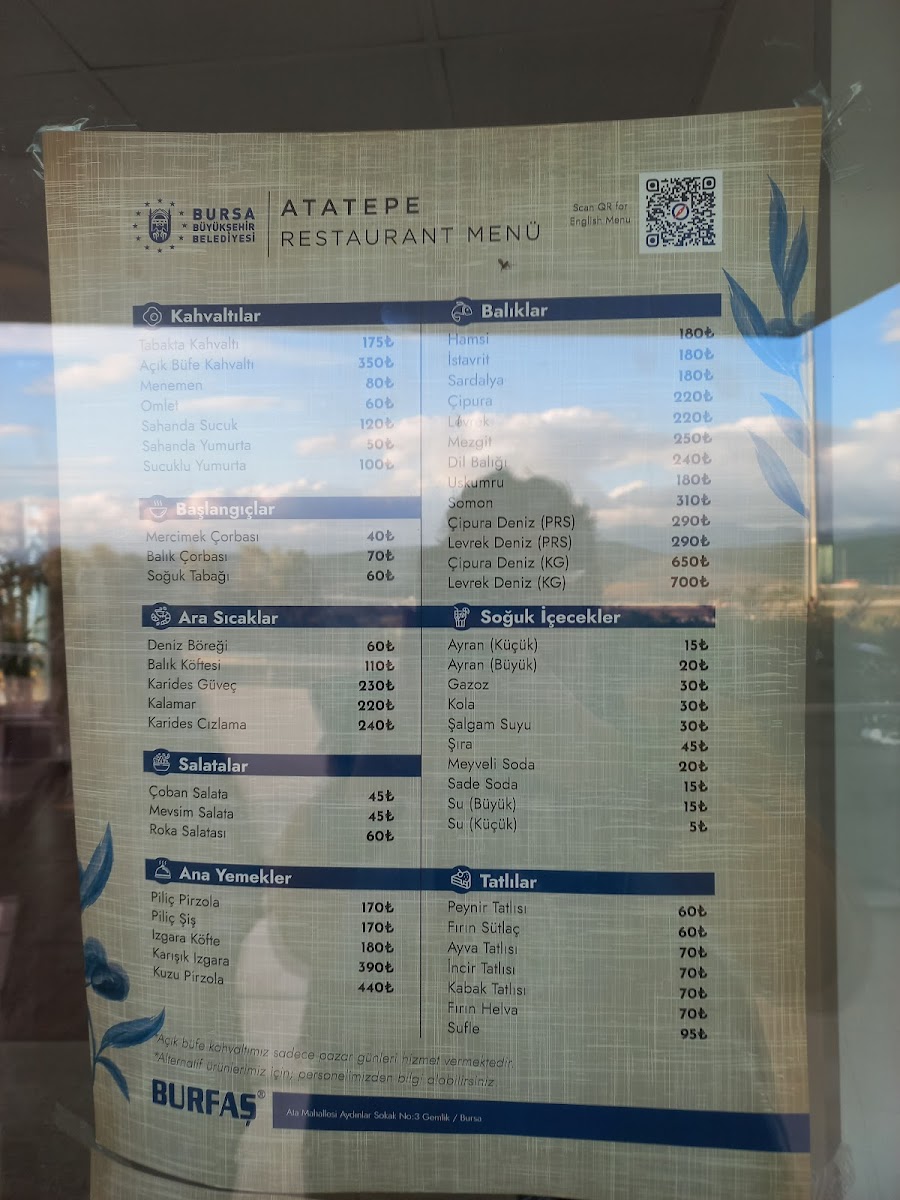 BURSA
BÜYÜKŞEHİR
BELEDİYESİ
ATATEPE
RESTAURANT MENÜ
Scan QR for
English Menu
Kahvaltılar
Tabakta Kahvaltı 175₺
Açık Büfe Kahvaltı 350₺
Menemen 80₺
Omlet 60₺
Sahanda Sucuk 120₺
Sahanda Yumurta 50₺
Sucuklu Yumurta 100₺
Başlangıçlar
Mercimek Çorbası 40₺
Balık Çorbası 70₺
Soğuk Tabağı 60₺
Ara Sıcaklar
Deniz Böreği 60₺
Balık Köftesi 110₺
Karides Güveç 230₺
Kalamar 220₺
Karides Cızlama 240₺
Salatalar
Çoban Salata 45₺
Mevsim Salata 45₺
Roka Salatası 60₺
Ana Yemekler
Piliç Pirzola 170₺
Piliç Şiş 170₺
Izgara Köfte 180₺
Karışık Izgara 390₺
Kuzu Pirzola 440₺
Balıklar
Hamsi 180₺
İstavrit 180₺
Sardalya 180₺
Çipura 220₺
Levrek 220₺
Mezgit 250₺
Dil Balığı 240₺
Uskumru 180₺
Somon 310₺
Çipura Deniz (PRS) 290₺
Levrek Deniz (PRS) 290₺
Çipura Deniz (KG) 650₺
Levrek Deniz (KG) 700₺
Soğuk İçecekler
Ayran (Küçük) 15₺
Ayran (Büyük) 20₺
Gazoz 30₺
Kola 30₺
Şalgam Suyu 30₺
Şıra 45₺
Meyveli Soda 20₺
Sade Soda 15₺
Su (Büyük) 15₺
Su (Küçük) 5₺
Tatlılar
Peynir Tatlısı 60₺
Fırın Sütlaç 60₺
Ayva Tatlısı 70₺
İncir Tatlısı 70₺
Kabak Tatlısı 70₺
Fırın Helva 70₺
Sufle 95₺
*Açık büfe kahvaltımız sadece pazar günleri hizmet vermektedir.
*Alternatif ürünlerimiz için, personelimizden bilgi alabilirsiniz.
BURFAŞ®
Ata Mahallesi Aydınlar Sokak No:3 Gemlik / Bursa